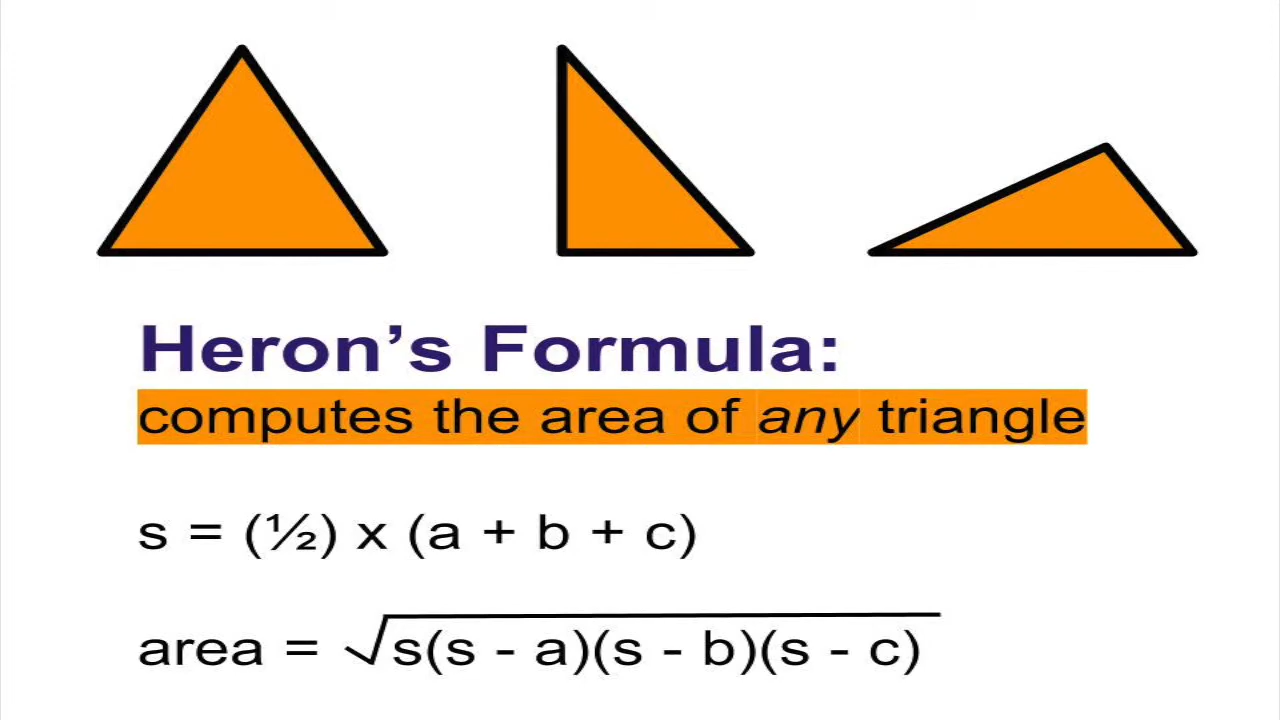 Heron’s Formula:
computes the area of any triangle
s = (½) x (a + b + c)
area = √s(s - a)(s - b)(s - c)